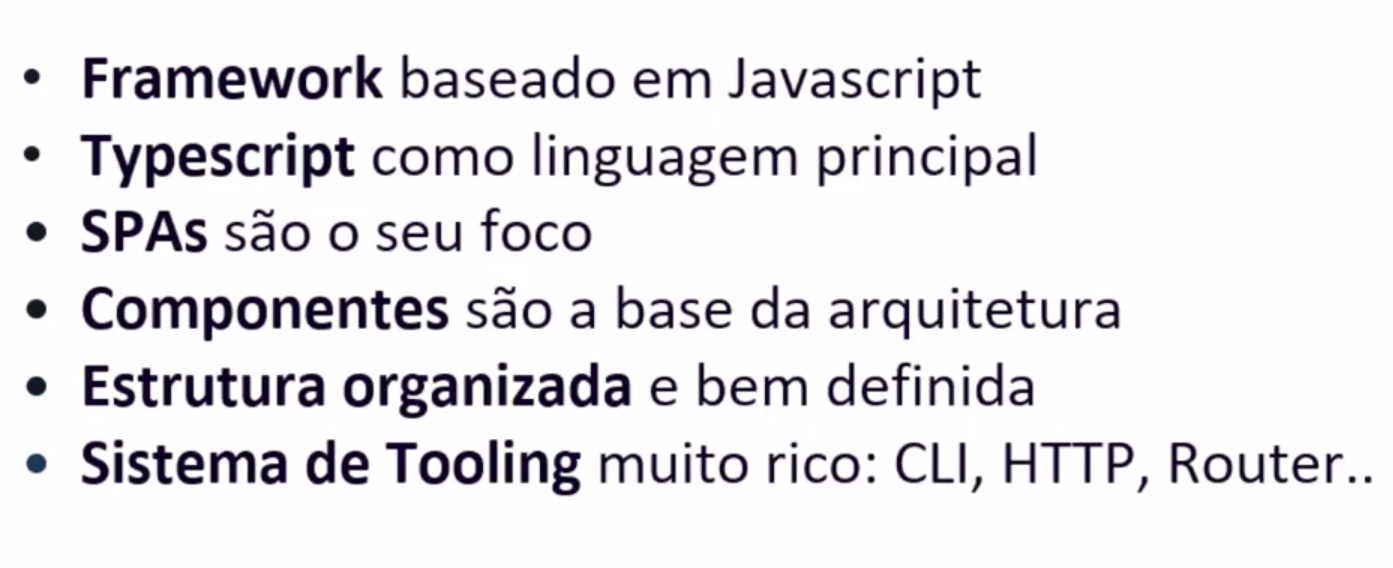 • Framework baseado em Javascript
• Typescript como linguagem principal
• SPAs são o seu foco
• Componentes são a base da arquitetura
• Estrutura organizada e bem definida
• Sistema de Tooling muito rico: CLI, HTTP, Router..